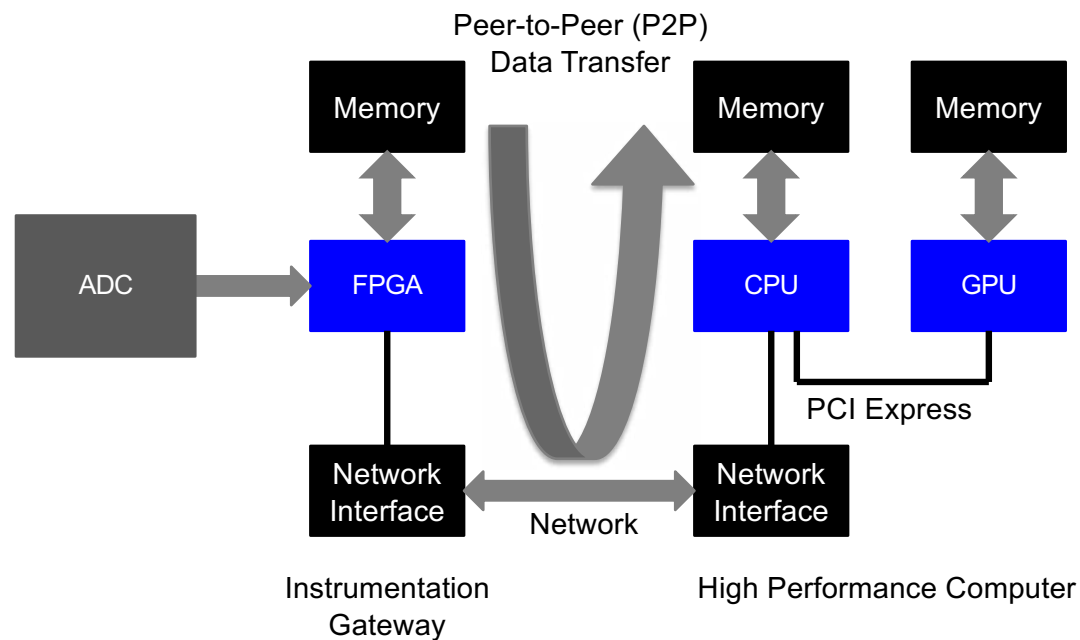 Peer-to-Peer (P2P)
Data Transfer
Memory
Memory
Memory
ADC
FPGA
CPU
GPU
PCI Express
Network
Interface
Network
Network
Interface
Instrumentation
Gateway
High Performance Computer